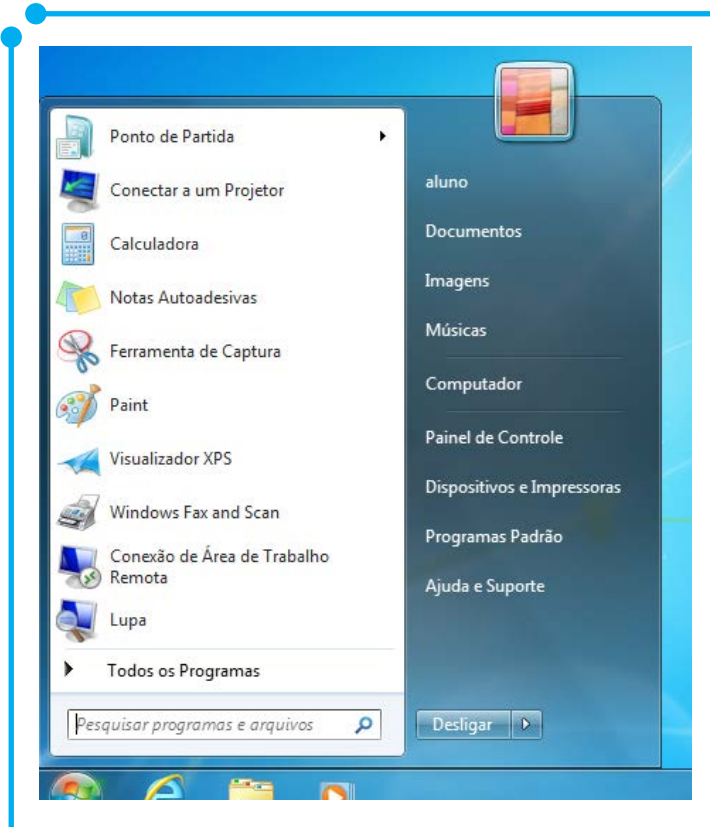 Ponto de Partida
Conectar a um Projetor
Calculadora
Notas Autoadesivas
Ferramenta de Captura
Paint
Visualizador XPS
Windows Fax and Scan
Conexão de Área de Trabalho
Remota
Lupa
Todos os Programas
Pesquisar programas e arquivos
aluno
Documentos
Imagens
Músicas
Computador
Painel de Controle
Dispositivos e Impressoras
Programas Padrão
Ajuda e Suporte
Desligar